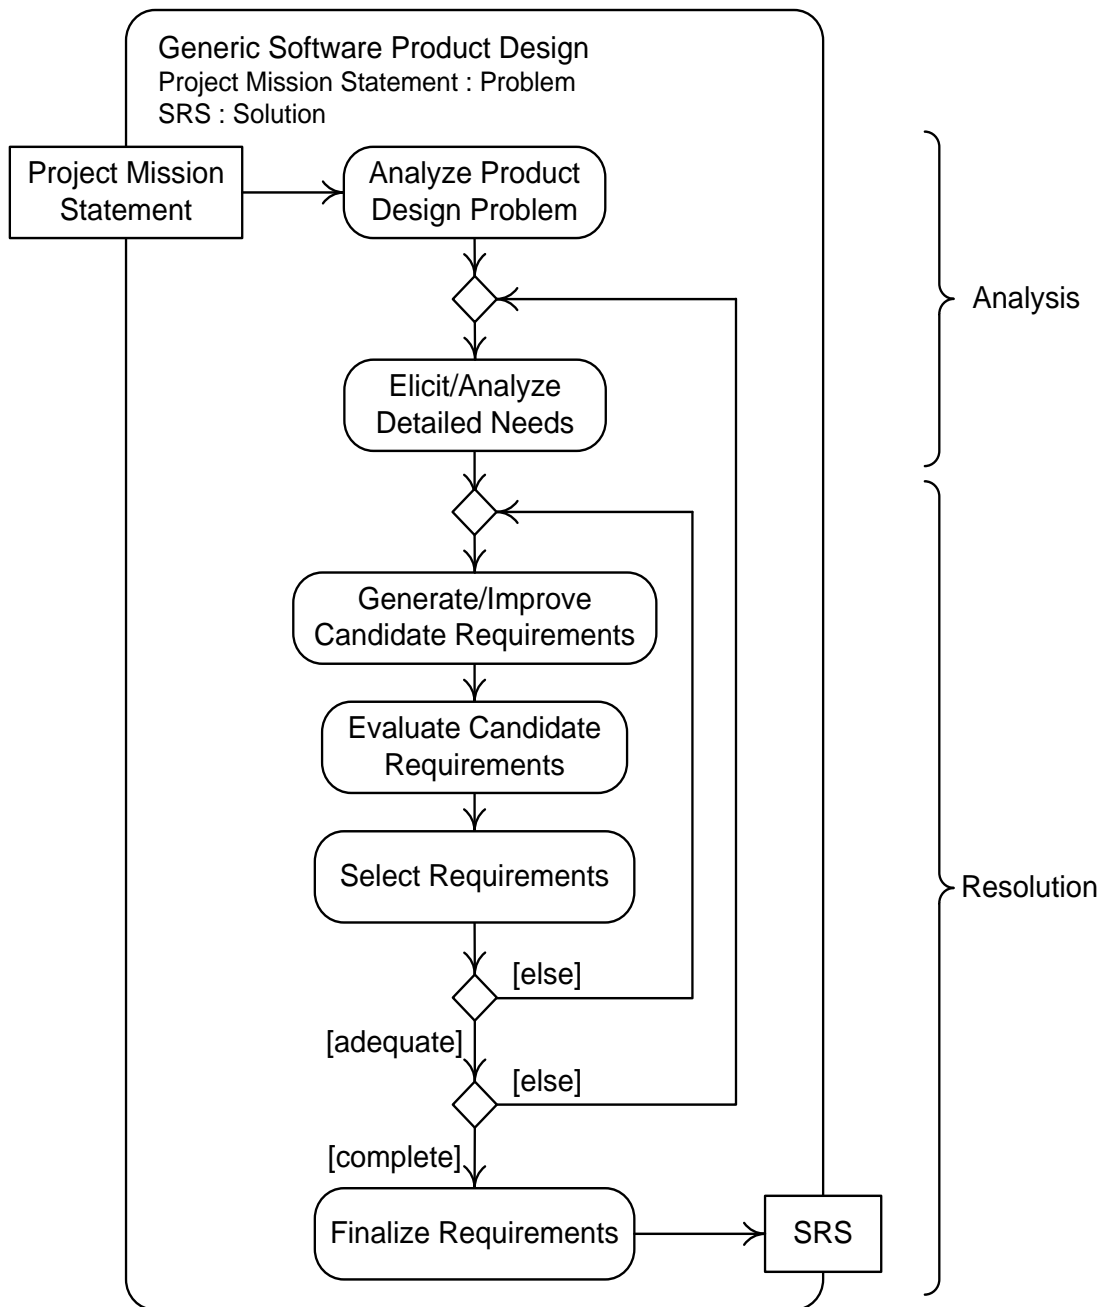 Generic Software Product Design
Project Mission Statement : Problem
SRS : Solution
Project Mission
Statement
Analyze Product
Design Problem
Analysis
Elicit/Analyze
Detailed Needs
Generate/Improve
Candidate Requirements
Evaluate Candidate
Requirements
Select Requirements
Resolution
[else]
[adequate]
[else]
[complete]
Finalize Requirements
SRS